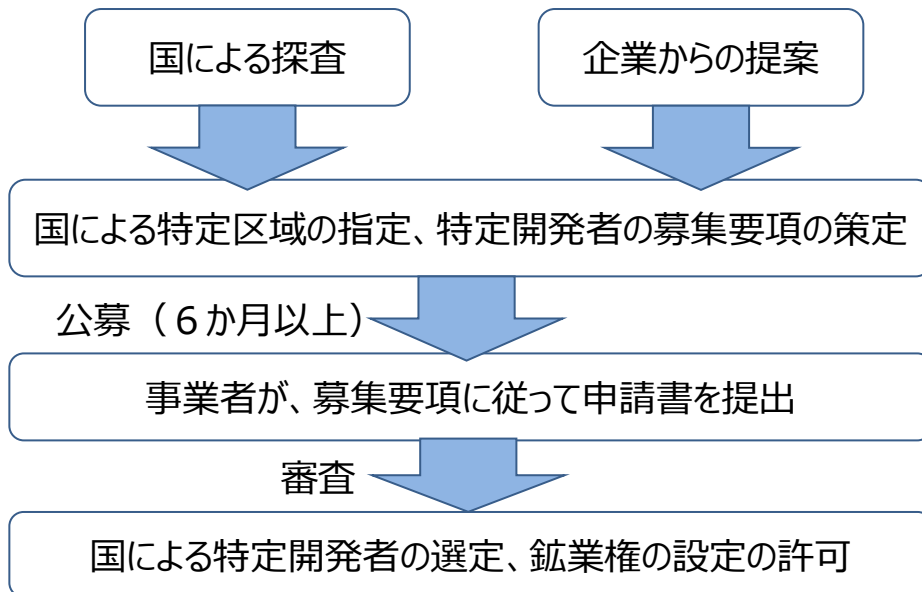 国による探査
企業からの提案
国による特定区域の指定、特定開発者の募集要項の策定
公募（６か月以上）
事業者が、募集要項に従って申請書を提出
審査
国による特定開発者の選定、鉱業権の設定の許可